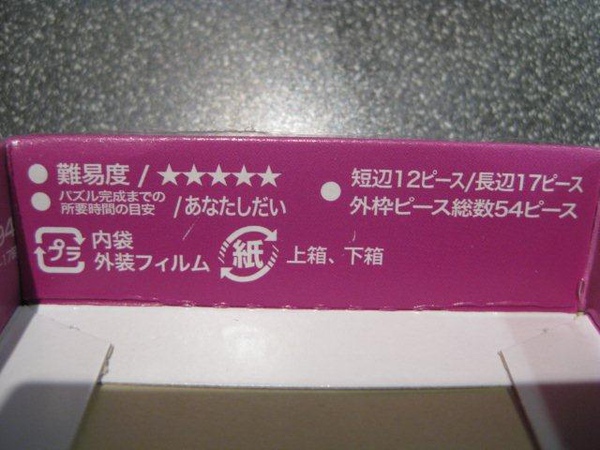 難易度/★★★★★
パズル完成までの
所要時間の目安
/あなたしだい
短辺12ピース/長辺17ピース
外枠ピース総数54ピース
プラ
内袋
外装フィルム
紙
上箱、下箱